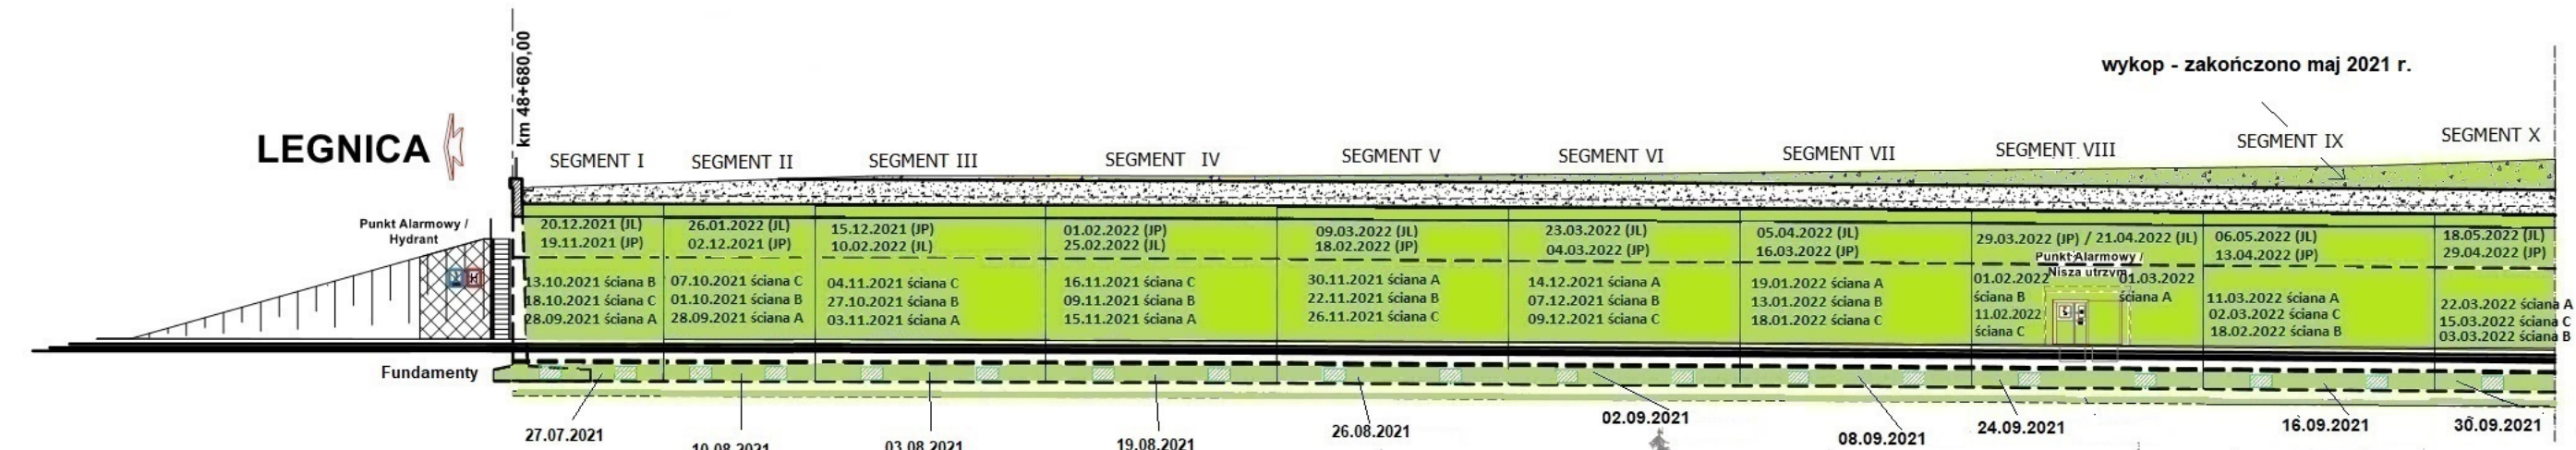 km 48+680,00
wykop - zakończono maj 2021 r.
LEGNICA
SEGMENT I
SEGMENT II
SEGMENT III
SEGMENT IV
SEGMENT V
SEGMENT VI
SEGMENT VII
SEGMENT VIII
SEGMENT IX
SEGMENT X
Punkt Alarmowy /
Hydrant
20.12.2021 (JL)
19.11.2021 (JP)
13.10.2021 ściana B
18.10.2021 ściana C
28.09.2021 ściana A
26.01.2022 (JL)
02.12.2021 (JP)
07.10.2021 ściana C
01.10.2021 ściana B
28.09.2021 ściana A
15.12.2021 (JP)
10.02.2022 (JL)
04.11.2021 ściana C
27.10.2021 ściana B
03.11.2021 ściana A
01.02.2022 (JP)
25.02.2022 (JL)
16.11.2021 ściana C
09.11.2021 ściana B
15.11.2021 ściana A
09.03.2022 (JL)
18.02.2022 (JP)
30.11.2021 ściana A
22.11.2021 ściana B
26.11.2021 ściana C
23.03.2022 (JL)
04.03.2022 (JP)
14.12.2021 ściana A
07.12.2021 ściana B
09.12.2021 ściana C
05.04.2022 (JL)
16.03.2022 (JP)
19.01.2022 ściana A
13.01.2022 ściana B
18.01.2022 ściana C
29.03.2022 (JP) / 21.04.2022 (JL)
Punkt Alarmowy /
Nisza utrzym.
01.02.2022
ściana B
11.02.2022
ściana C
01.03.2022
ściana A
06.05.2022 (JL)
13.04.2022 (JP)
11.03.2022 ściana A
02.03.2022 ściana C
18.02.2022 ściana B
18.05.2022 (JL)
29.04.2022 (JP)
22.03.2022 ściana A
15.03.2022 ściana C
03.03.2022 ściana B
Fundamenty
27.07.2021
10.08.2021
03.08.2021
19.08.2021
26.08.2021
02.09.2021
08.09.2021
24.09.2021
16.09.2021
30.09.2021